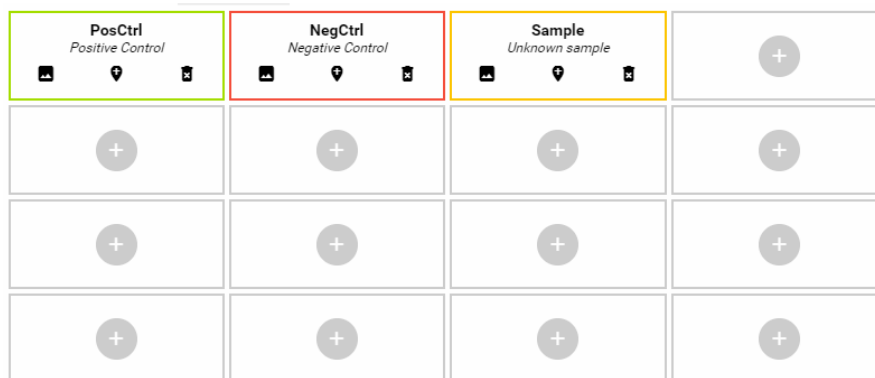 PosCtrl
Positive Control
NegCtrl
Negative Control
Sample
Unknown sample